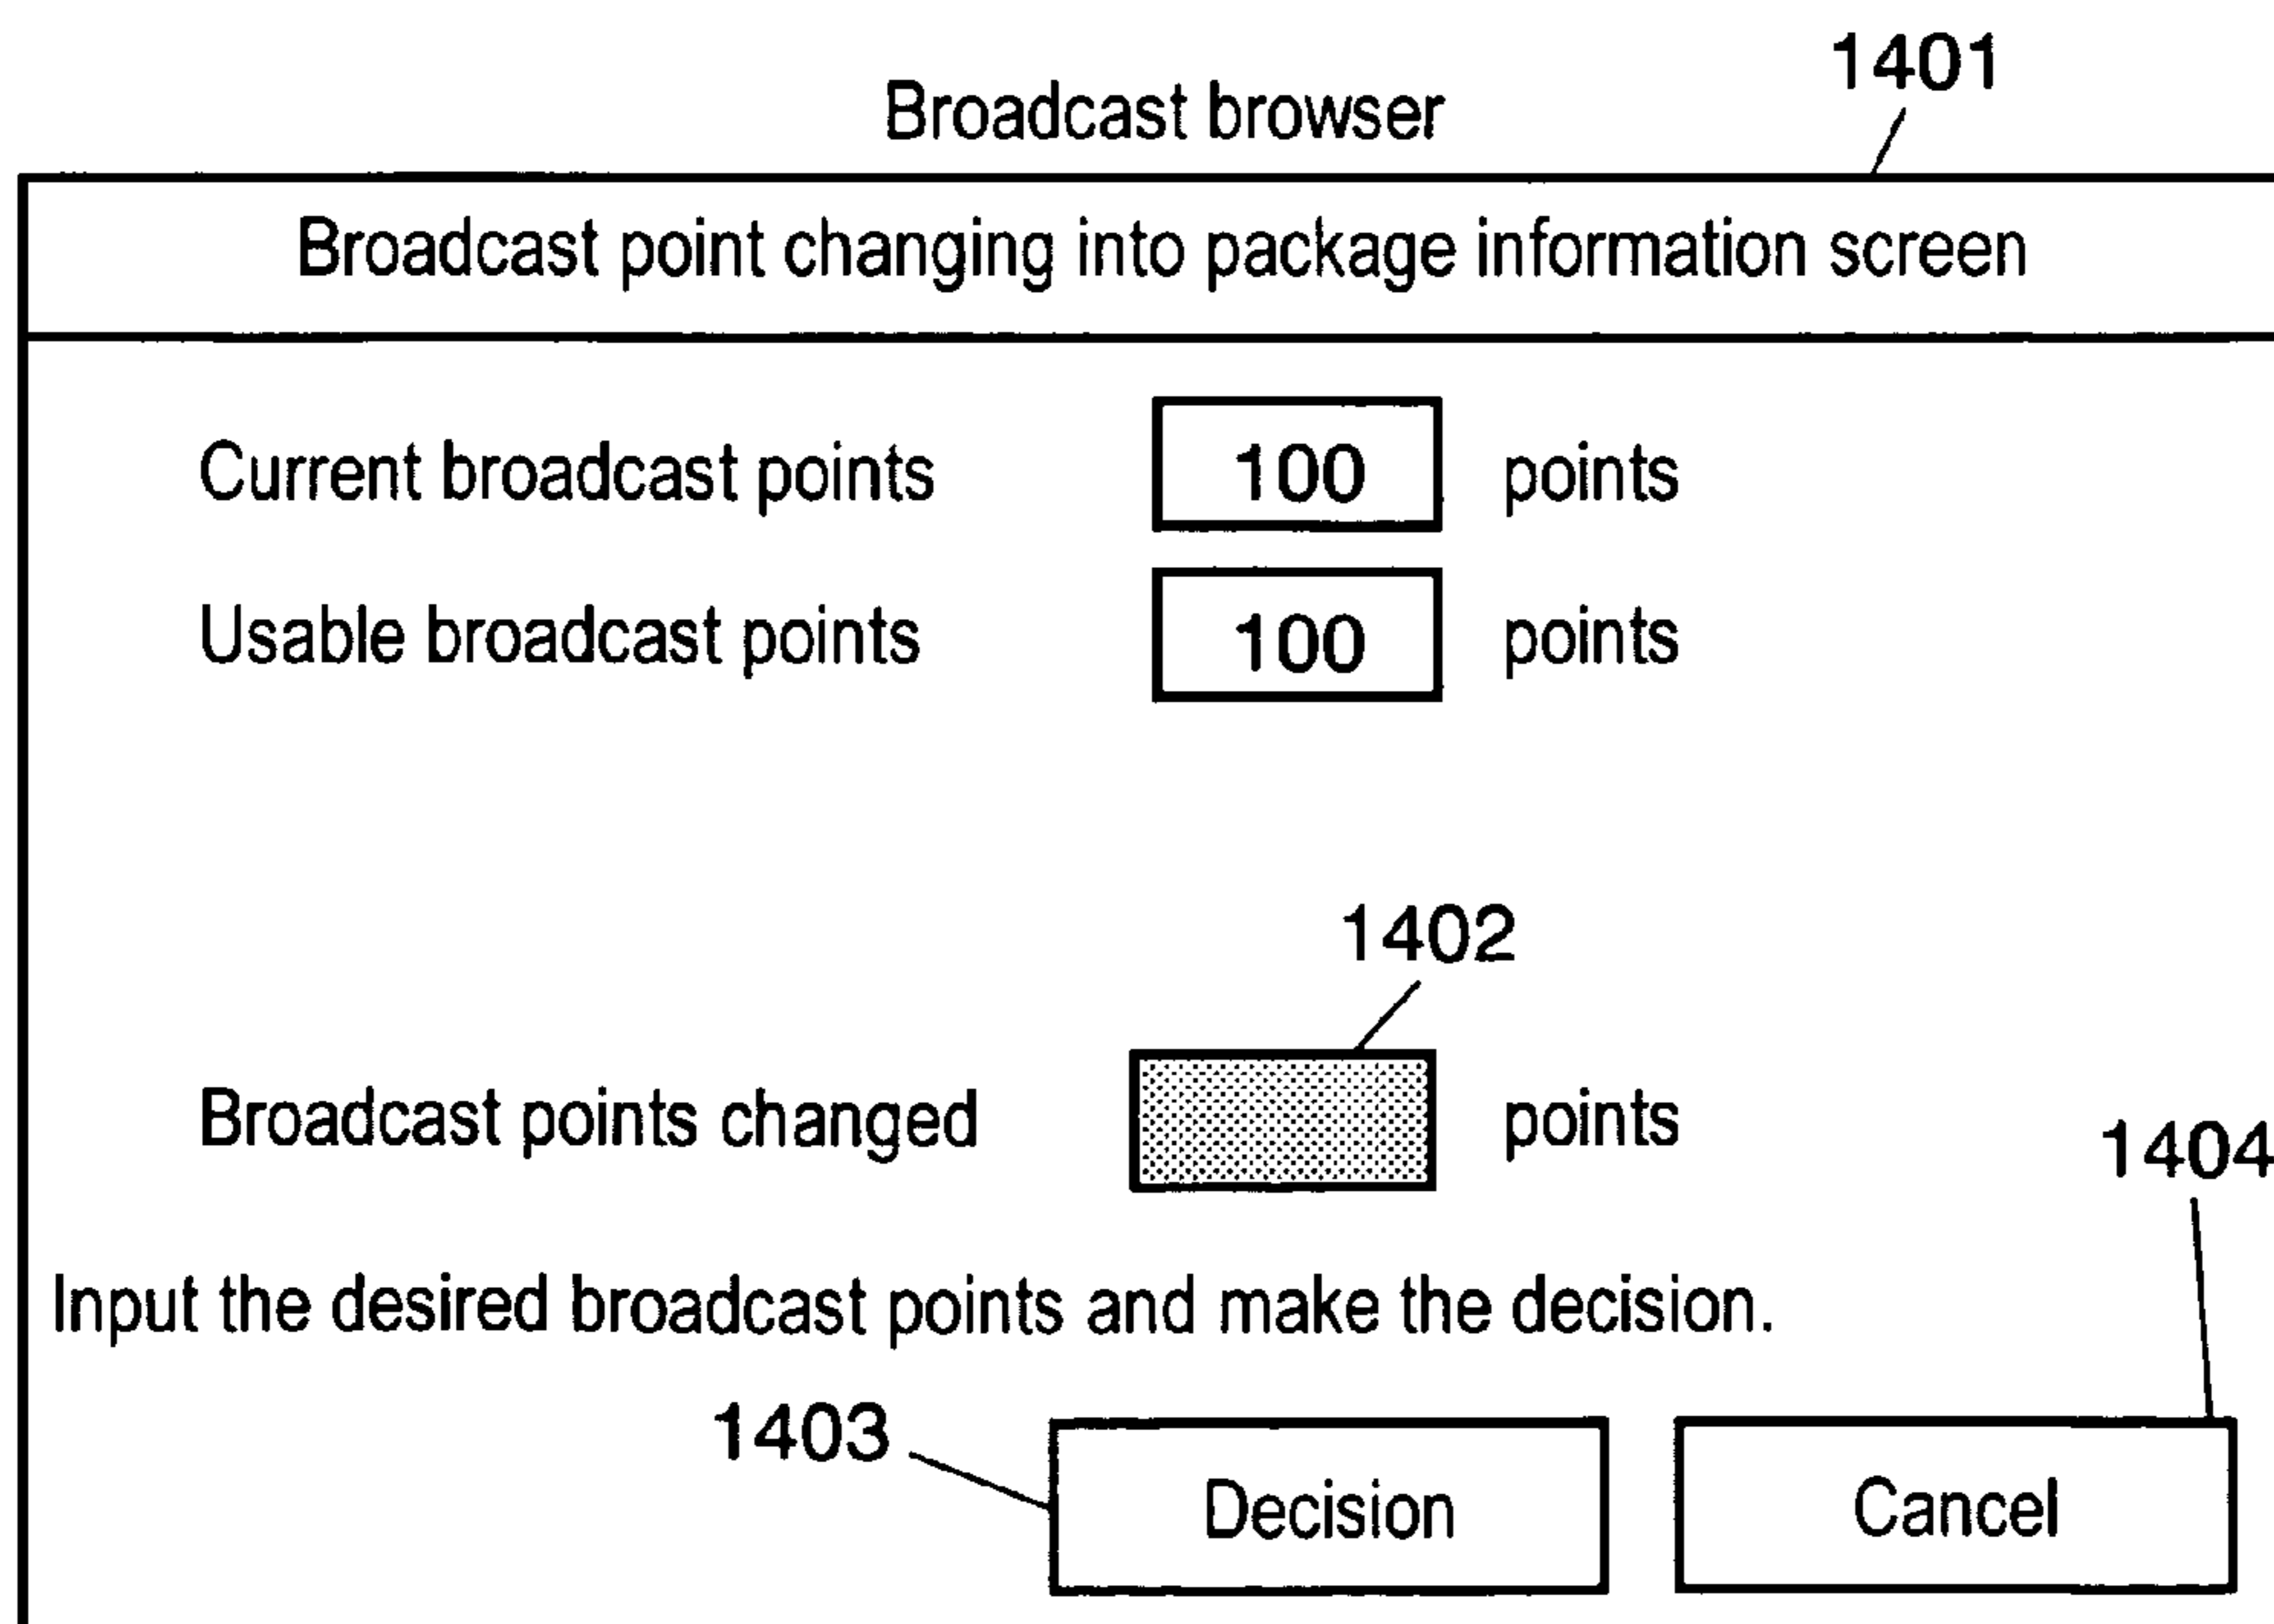 1401
Broadcast browser
Broadcast point changing into package information screen
Current broadcast points 100 points
Usable broadcast points 100 points
1402
Broadcast points changed points
1404
Input the desired broadcast points and make the decision.
1403
Decision Cancel